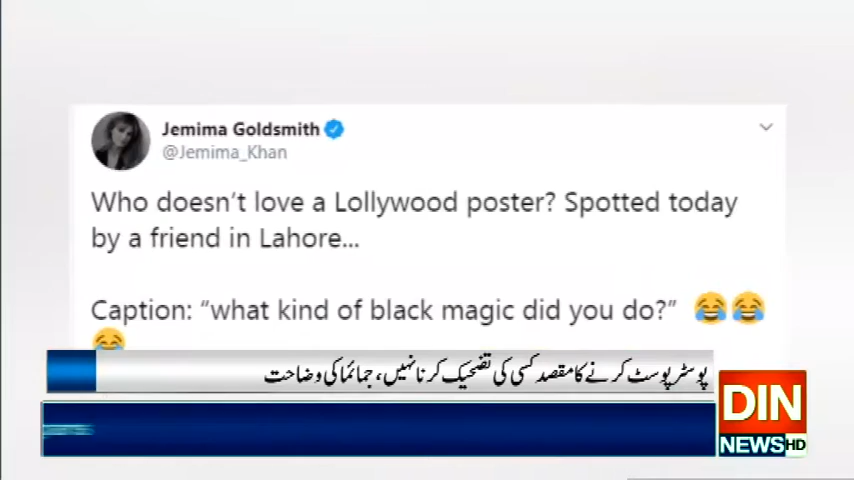 Jemima Goldsmith
@Jemima_Khan
Who doesn't love a Lollywood poster? Spotted today
by a friend in Lahore...
Caption: “what kind of black magic did you do?” 😂😂
😂
پوسٹر پوسٹ کرنے کا مقصد کسی کی تضحیک کرنا نہیں، جمائما کی وضاحت
DIN
NEWS HD